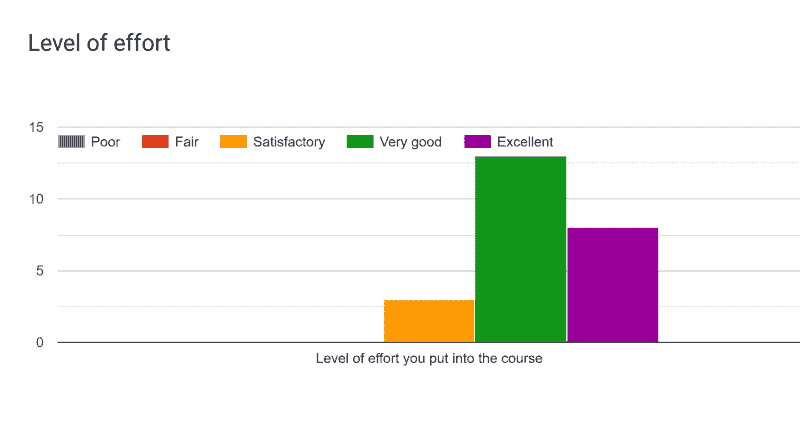 Level of effort
15
Poor Fair Satisfactory Very good Excellent
10
5
0
Level of effort you put into the course